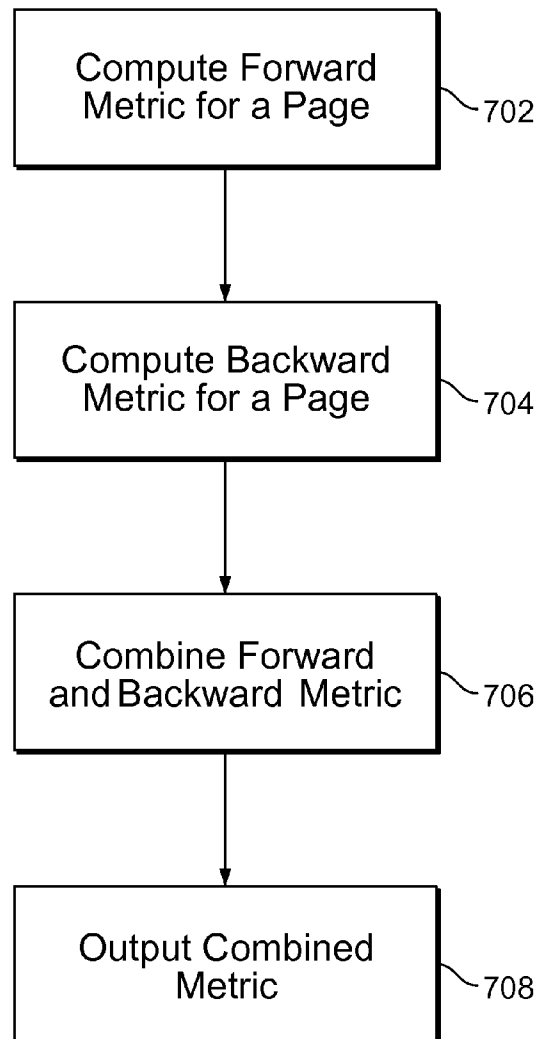 Compute Forward
Metric for a Page
702
Compute Backward
Metric for a Page
704
Combine Forward
and Backward Metric
706
Output Combined
Metric
708